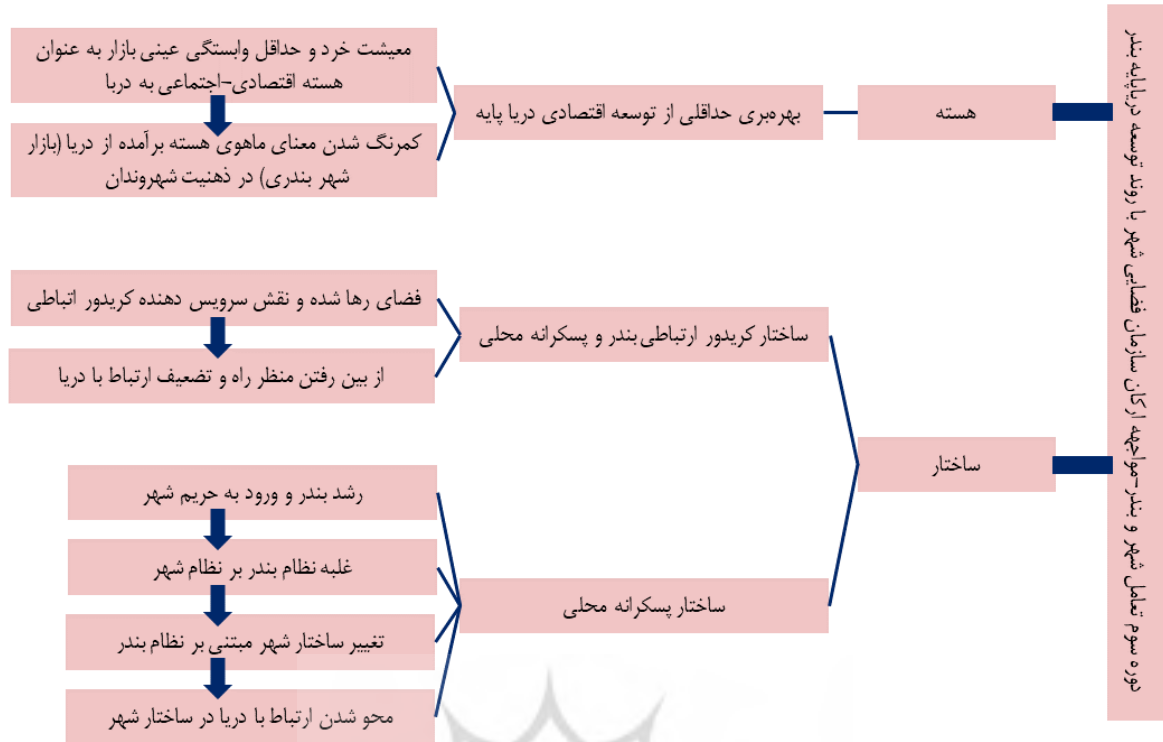 دوره سوم تعامل شهر و بندر-مواجهه ارکان سازمان فضایی شهر با روند توسعه دریاپایه بندر
هسته
بهره‌بری حداقلی از توسعه اقتصادی دریا پایه
معیشت خرد و حداقل وابستگی عینی بازار به عنوان
هسته اقتصادی-اجتماعی به دربا
کمرنگ شدن معنای ماهوی هسته برآمده از دریا (بازار
شهر بندری) در ذهنیت شهروندان
ساختار
ساختار کریدور ارتباطی بندر و پسکرانه محلی
فضای رها شده و نقش سرویس دهنده کریدور اتباطی
از بین رفتن منظر راه و تضعیف ارتباط با دریا
ساختار پسکرانه محلی
رشد بندر و ورود به حریم شهر
غلبه نظام بندر بر نظام شهر
تغییر ساختار شهر مبتنی بر نظام بندر
محو شدن ارتباط با دریا در ساختار شهر